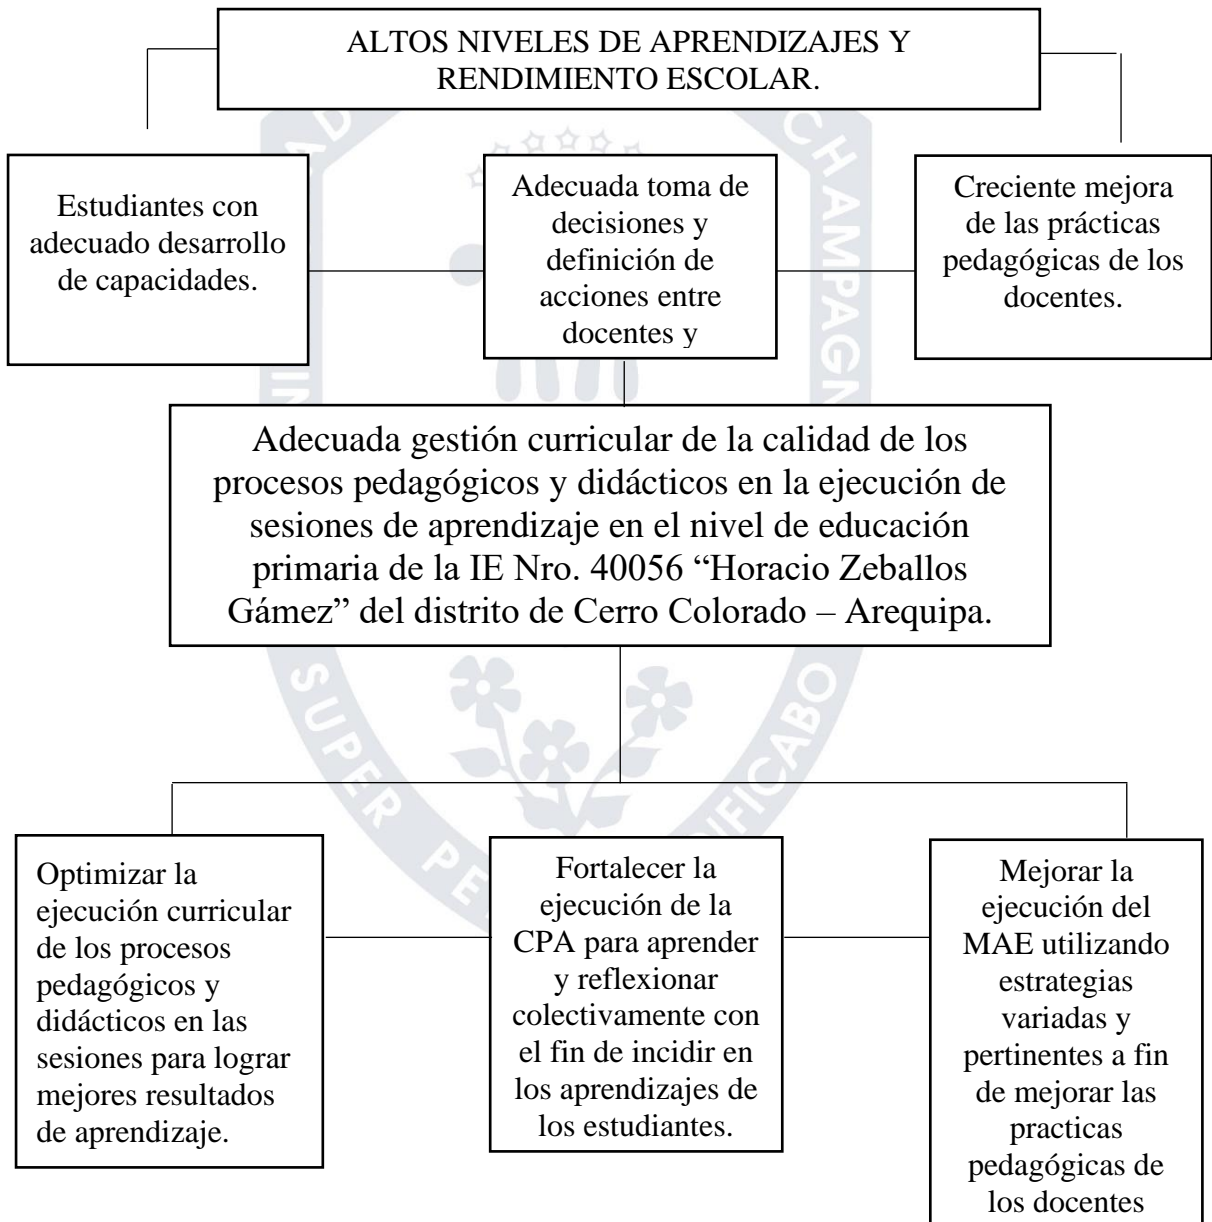 ALTOS NIVELES DE APRENDIZAJES Y
RENDIMIENTO ESCOLAR.
Estudiantes con
adecuado desarrollo
de capacidades.
Adecuada toma de
decisiones y
definición de
acciones entre
docentes y
Creciente mejora
de las prácticas
pedagógicas de los
docentes.
Adecuada gestión curricular de la calidad de los
procesos pedagógicos y didácticos en la ejecución de
sesiones de aprendizaje en el nivel de educación
primaria de la IE Nro. 40056 “Horacio Zeballos
Gámez” del distrito de Cerro Colorado – Arequipa.
Optimizar la
ejecución curricular
de los procesos
pedagógicos y
didácticos en las
sesiones para lograr
mejores resultados
de aprendizaje.
Fortalecer la
ejecución de la
CPA para aprender
y reflexionar
colectivamente con
el fin de incidir en
los aprendizajes de
los estudiantes.
Mejorar la
ejecución del
MAE utilizando
estrategias
variadas y
pertinentes a fin
de mejorar las
practicas
pedagógicas de
los docentes
SUPER